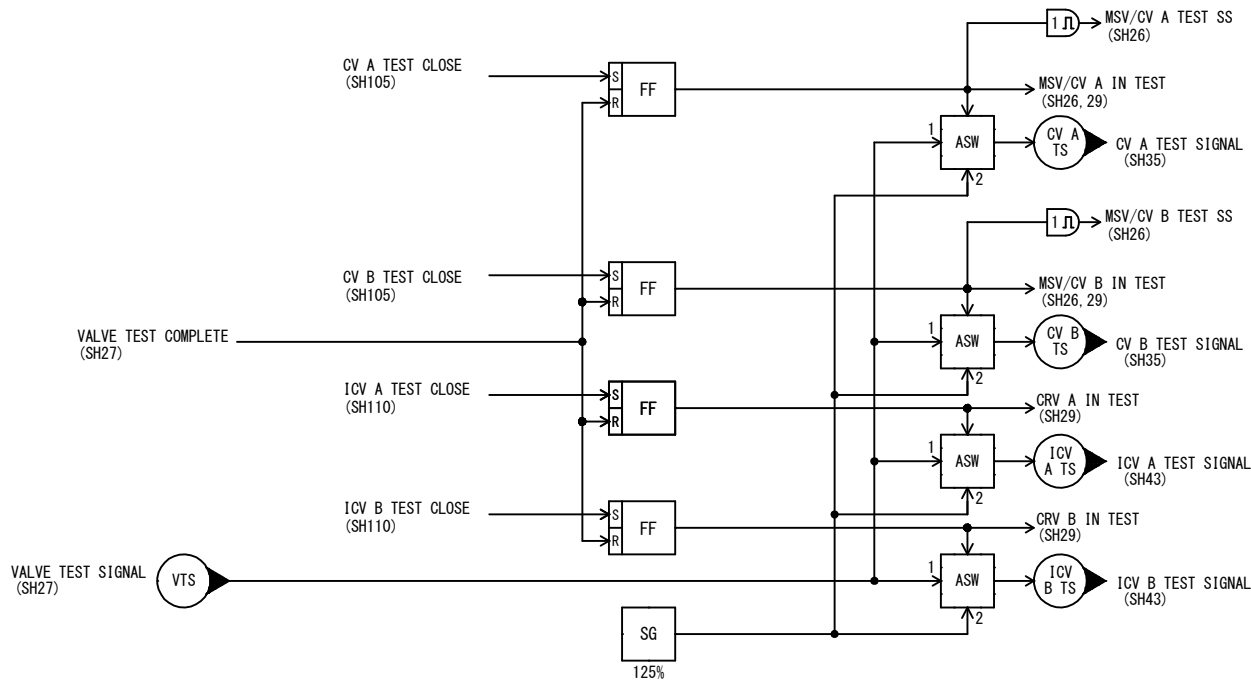 MSV/CV A TEST SS
(SH26)
1
CV A TEST CLOSE
(SH105)
S
R
FF
MSV/CV A IN TEST
(SH26, 29)
1
ASW
2
CV A
TS
CV A TEST SIGNAL
(SH35)
MSV/CV B TEST SS
(SH26)
1
CV B TEST CLOSE
(SH105)
S
R
FF
MSV/CV B IN TEST
(SH26, 29)
VALVE TEST COMPLETE
(SH27)
1
ASW
2
CV B
TS
CV B TEST SIGNAL
(SH35)
ICV A TEST CLOSE
(SH110)
S
R
FF
CRV A IN TEST
(SH29)
1
ASW
2
ICV
A TS
ICV A TEST SIGNAL
(SH43)
ICV B TEST CLOSE
(SH110)
S
R
FF
CRV B IN TEST
(SH29)
VALVE TEST SIGNAL
(SH27)
VTS
1
ASW
2
ICV
B TS
ICV B TEST SIGNAL
(SH43)
SG
125%